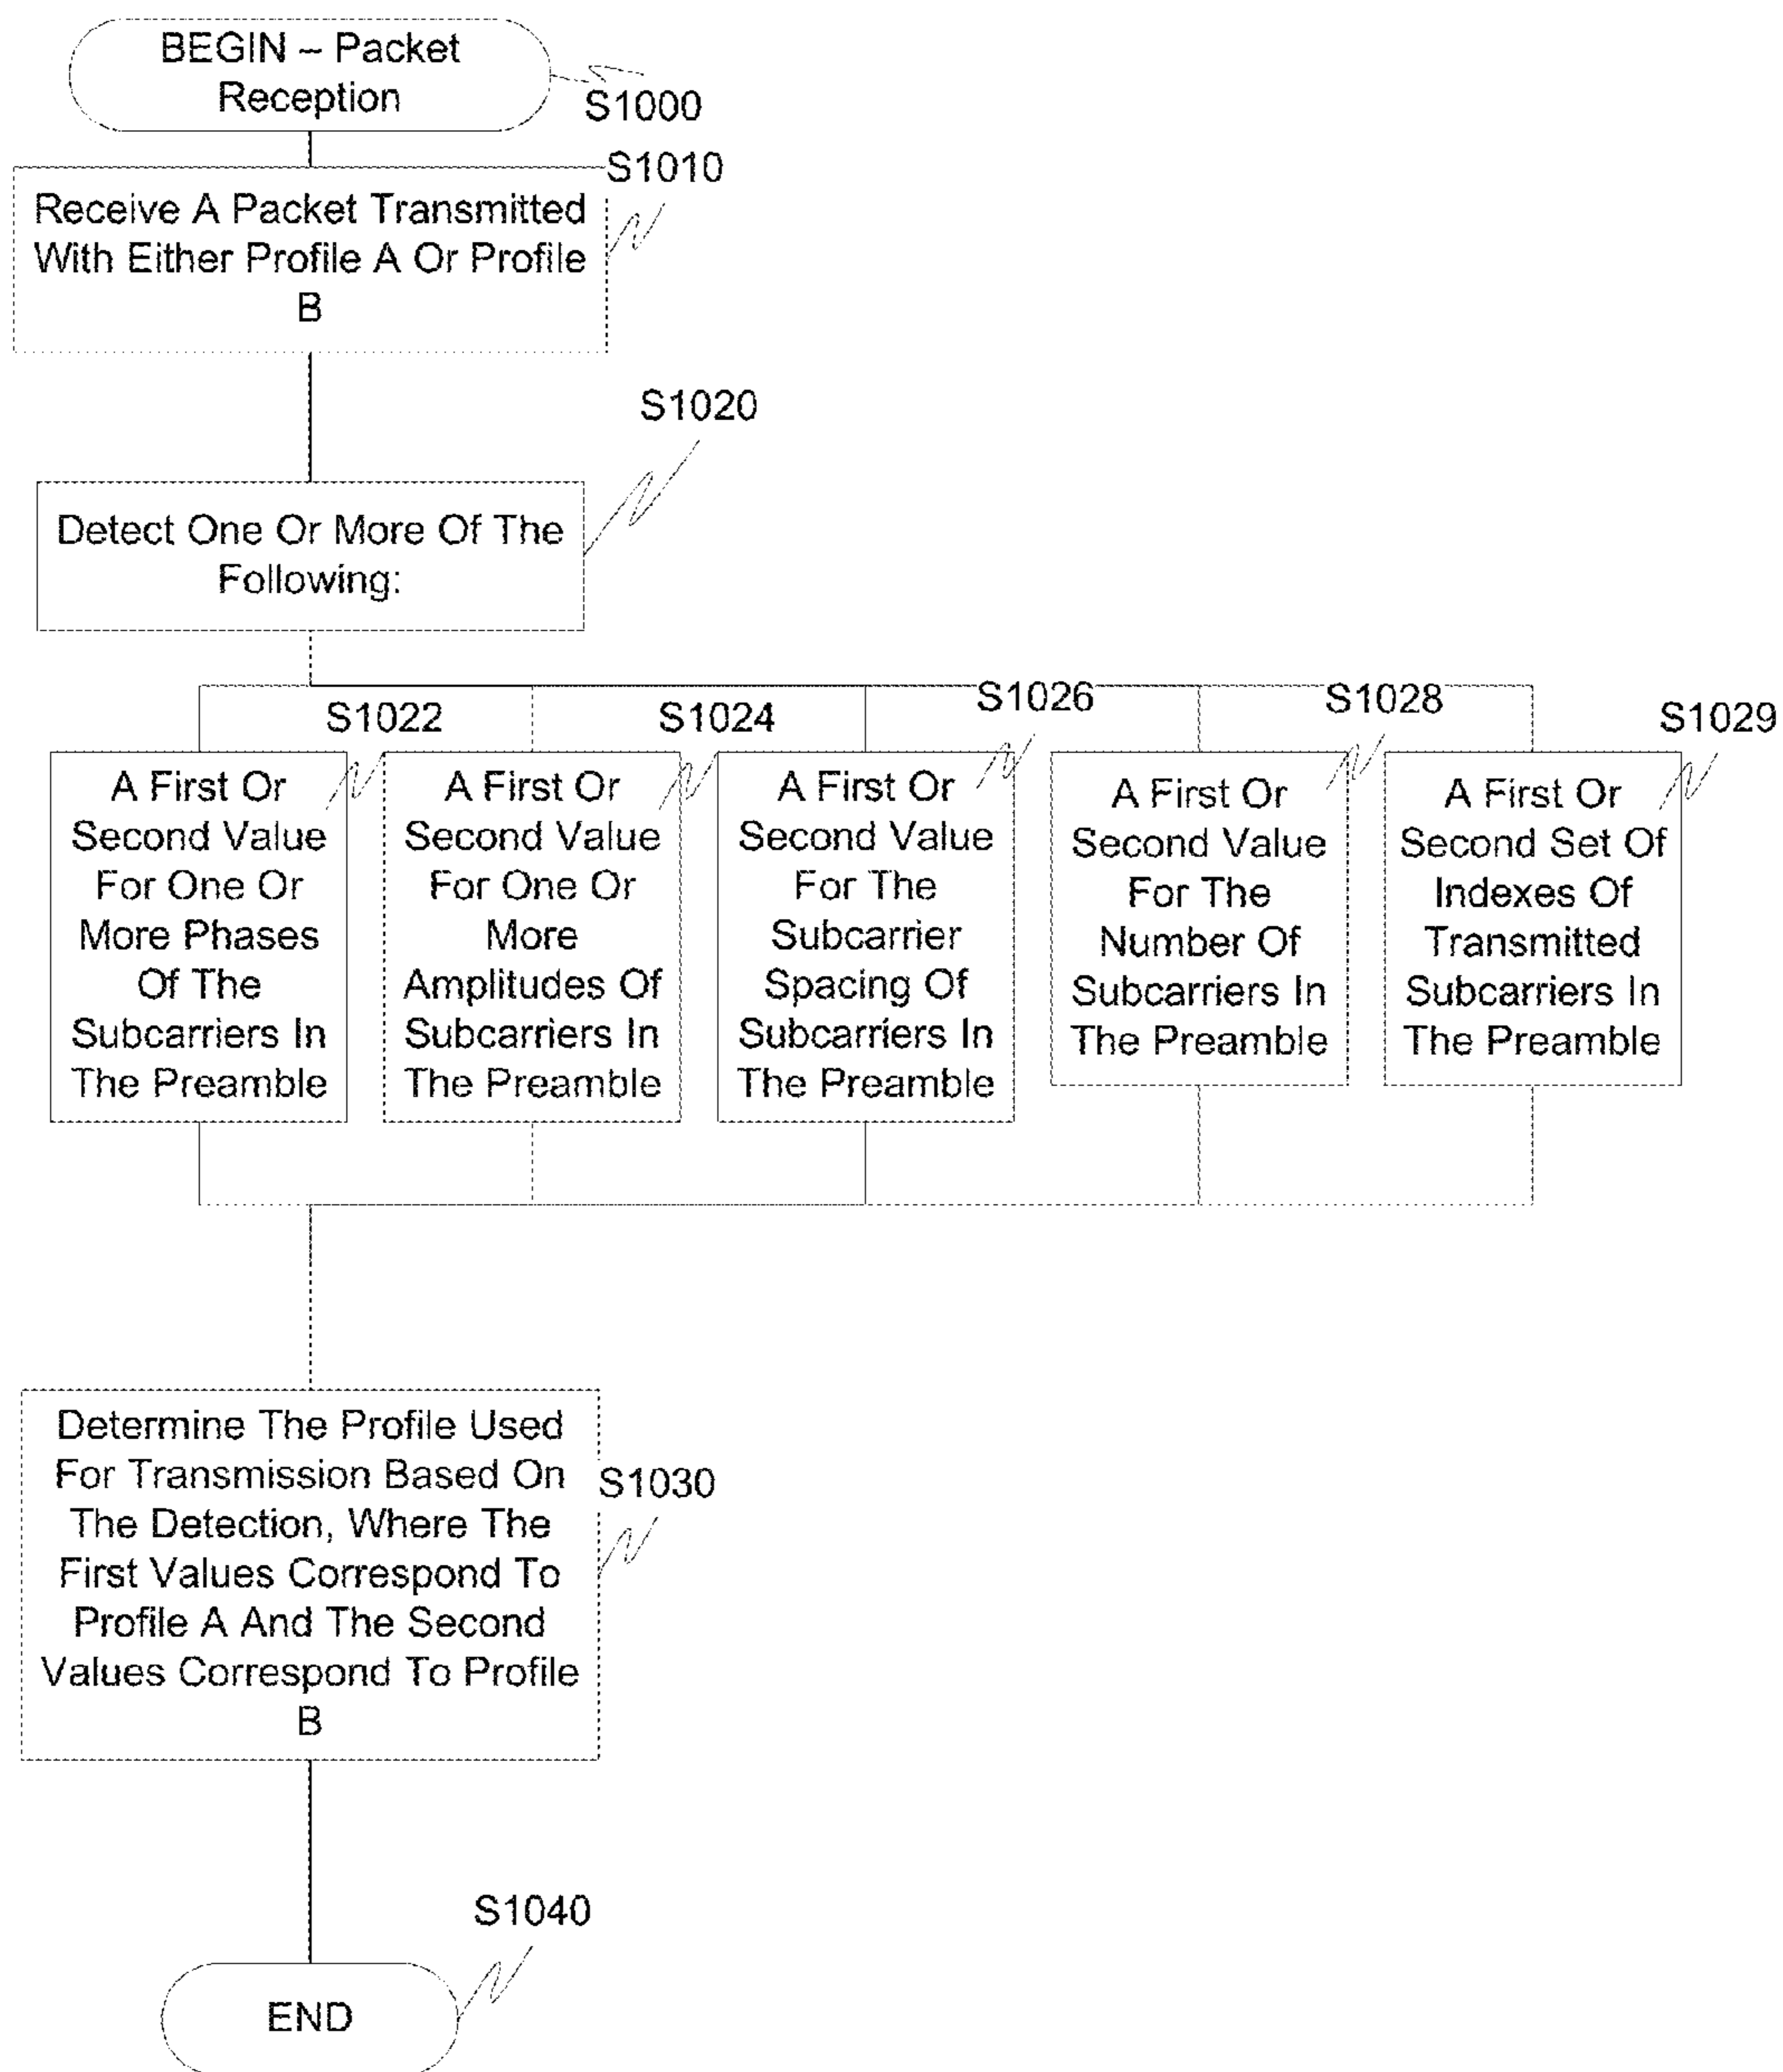 BEGIN – Packet
Reception
S1000
S1010
Receive A Packet Transmitted
With Either Profile A Or Profile
B
S1020
Detect One Or More Of The
Following:
S1022
A First Or
Second Value
For One Or
More Phases
Of The
Subcarriers In
The Preamble
S1024
A First Or
Second Value
For One Or
More
Amplitudes Of
Subcarriers In
The Preamble
S1026
A First Or
Second Value
For The
Subcarrier
Spacing Of
Subcarriers In
The Preamble
S1028
A First Or
Second Value
For The
Number Of
Subcarriers In
The Preamble
S1029
A First Or
Second Set Of
Indexes Of
Transmitted
Subcarriers In
The Preamble
Determine The Profile Used
For Transmission Based On
The Detection, Where The
First Values Correspond To
Profile A And The Second
Values Correspond To Profile
B
S1030
S1040
END